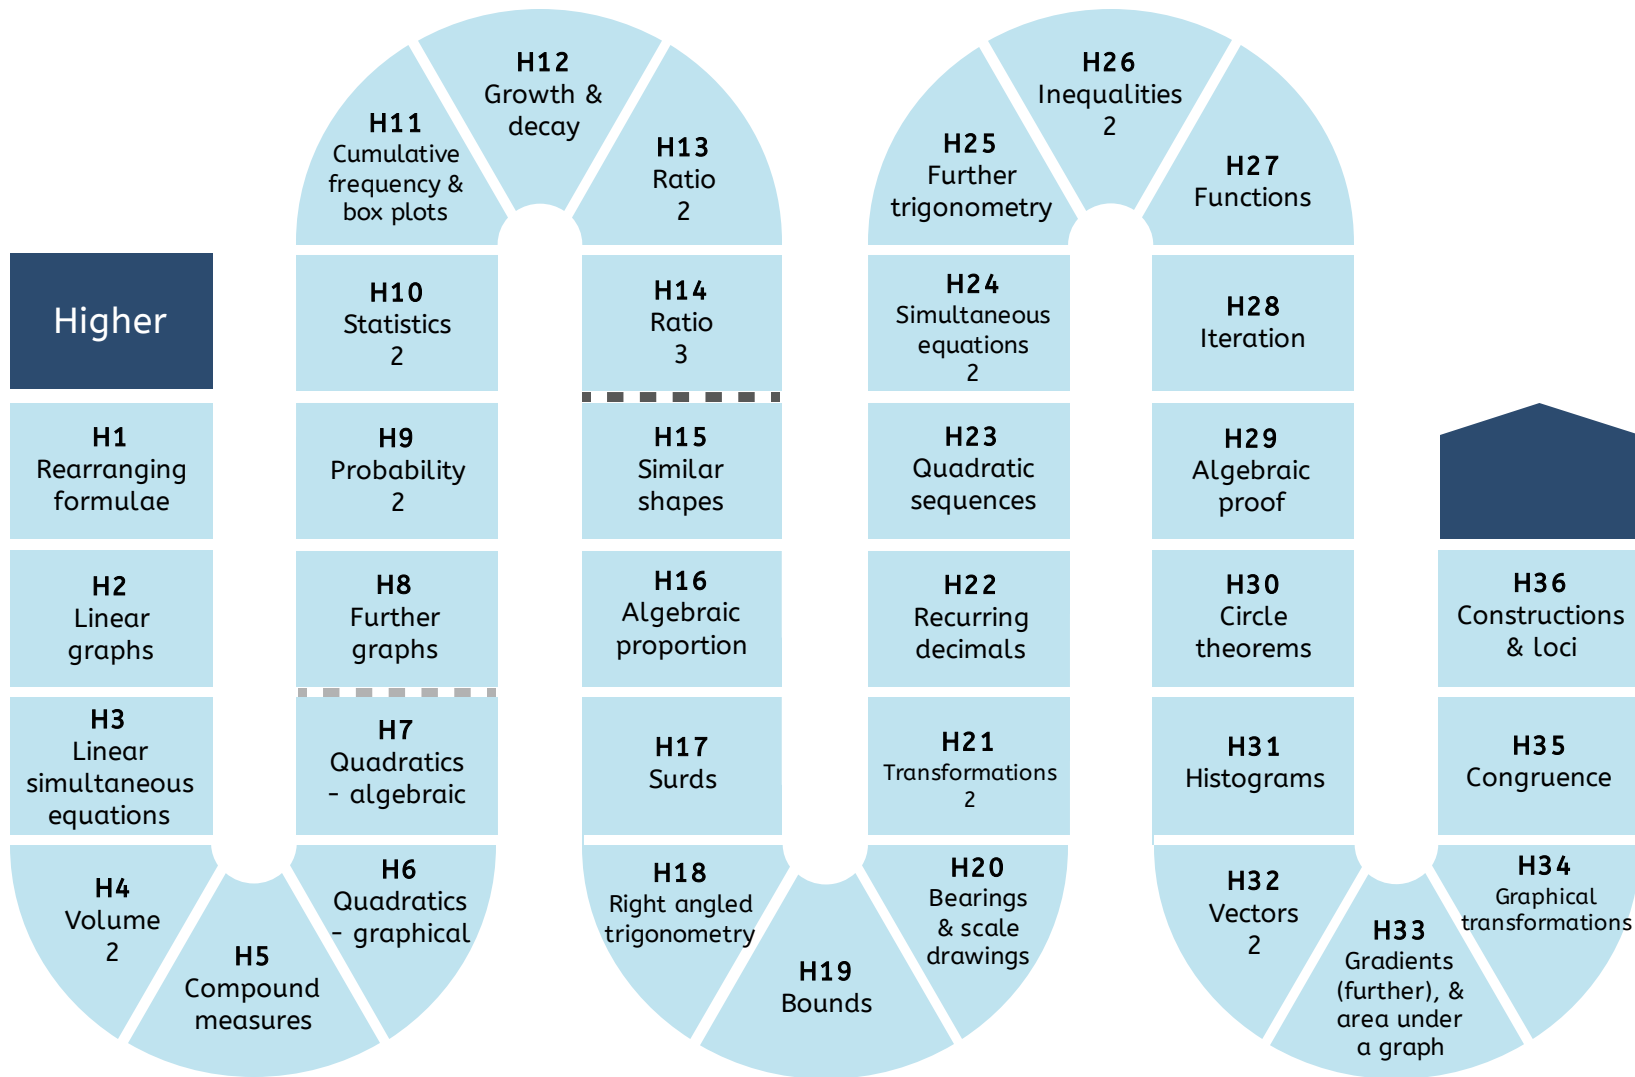 Higher
H1
Rearranging
formulae
H2
Linear
graphs
H3
Linear
simultaneous
equations
H4
Volume
2
H5
Compound
measures
H6
Quadratics
- graphical
H7
Quadratics
- algebraic
H8
Further
graphs
H9
Probability
2
H10
Statistics
2
H11
Cumulative
frequency &
box plots
H12
Growth &
decay
H13
Ratio
2
H14
Ratio
3
H15
Similar
shapes
H16
Algebraic
proportion
H17
Surds
H18
Right angled
trigonometry
H19
Bounds
H20
Bearings
& scale
drawings
H21
Transformations
2
H22
Recurring
decimals
H23
Quadratic
sequences
H24
Simultaneous
equations
2
H25
Further
trigonometry
H26
Inequalities
2
H27
Functions
H28
Iteration
H29
Algebraic
proof
H30
Circle
theorems
H31
Histograms
H32
Vectors
2
H33
Gradients
(further), &
area under
a graph
H34
Graphical
transformations
H35
Congruence
H36
Constructions
& loci